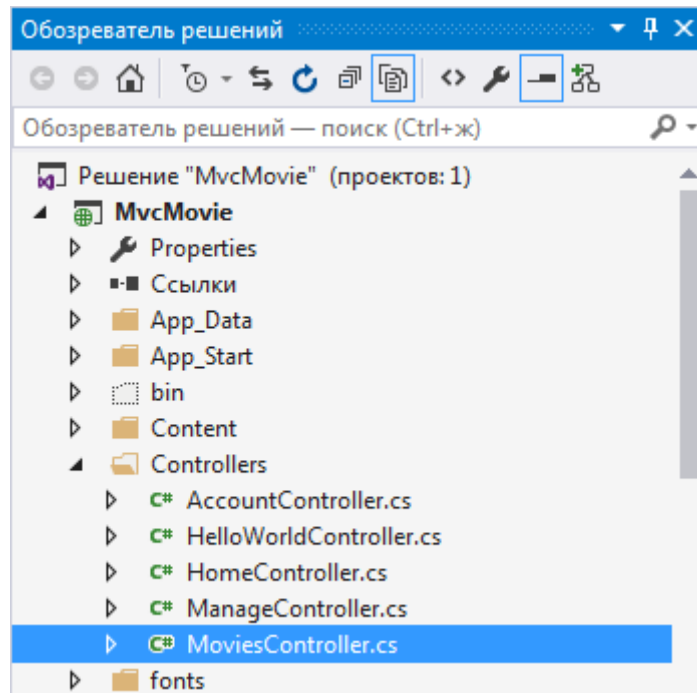 Обозреватель решений
Обозреватель решений — поиск (Ctrl+ж)
Решение "MvcMovie" (проектов: 1)
MvcMovie
Properties
Ссылки
App_Data
App_Start
bin
Content
Controllers
C# AccountController.cs
C# HelloWorldController.cs
C# HomeController.cs
C# ManageController.cs
C# MoviesController.cs
fonts